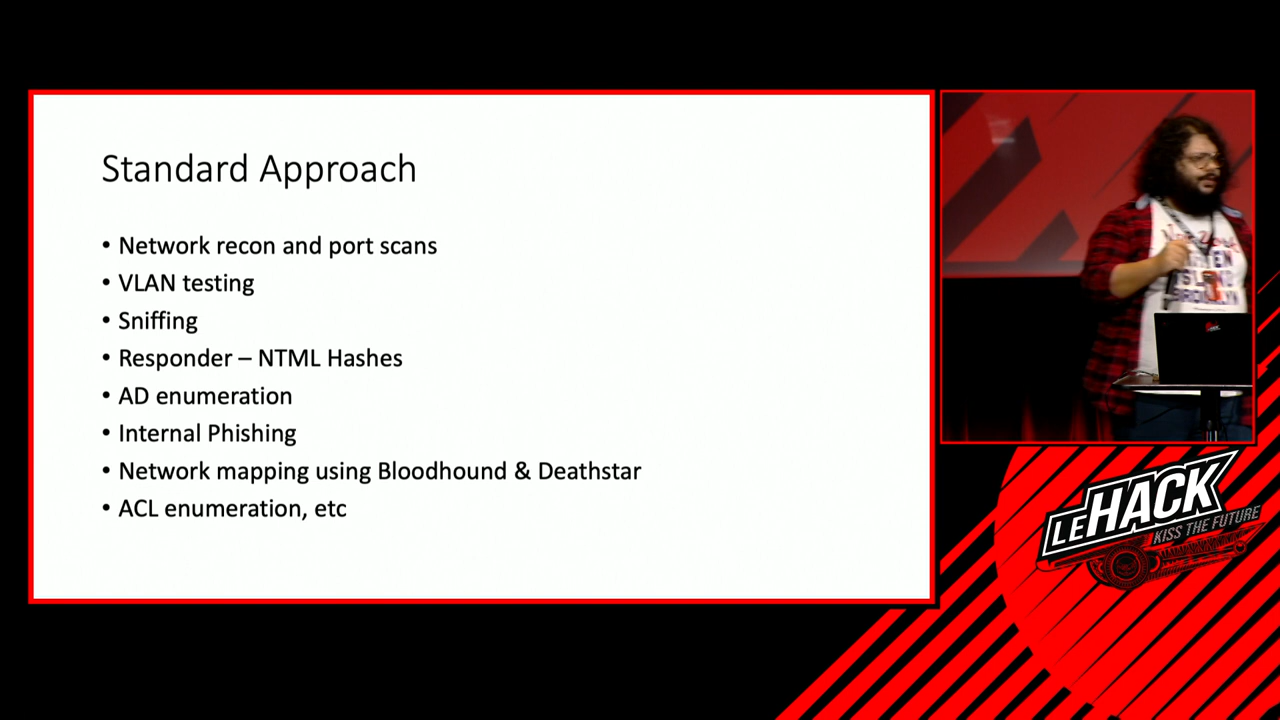 Standard Approach
• Network recon and port scans
• VLAN testing
• Sniffing
• Responder – NTML Hashes
• AD enumeration
• Internal Phishing
• Network mapping using Bloodhound & Deathstar
• ACL enumeration, etc
LEHACK
KISS THE FUTURE